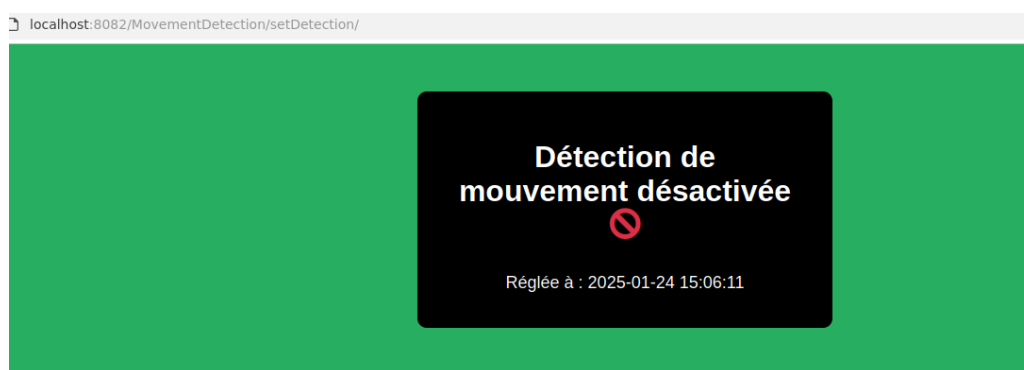 localhost:8082/MovementDetection/setDetection/
Détection de
mouvement désactivée
Réglée à : 2025-01-24 15:06:11